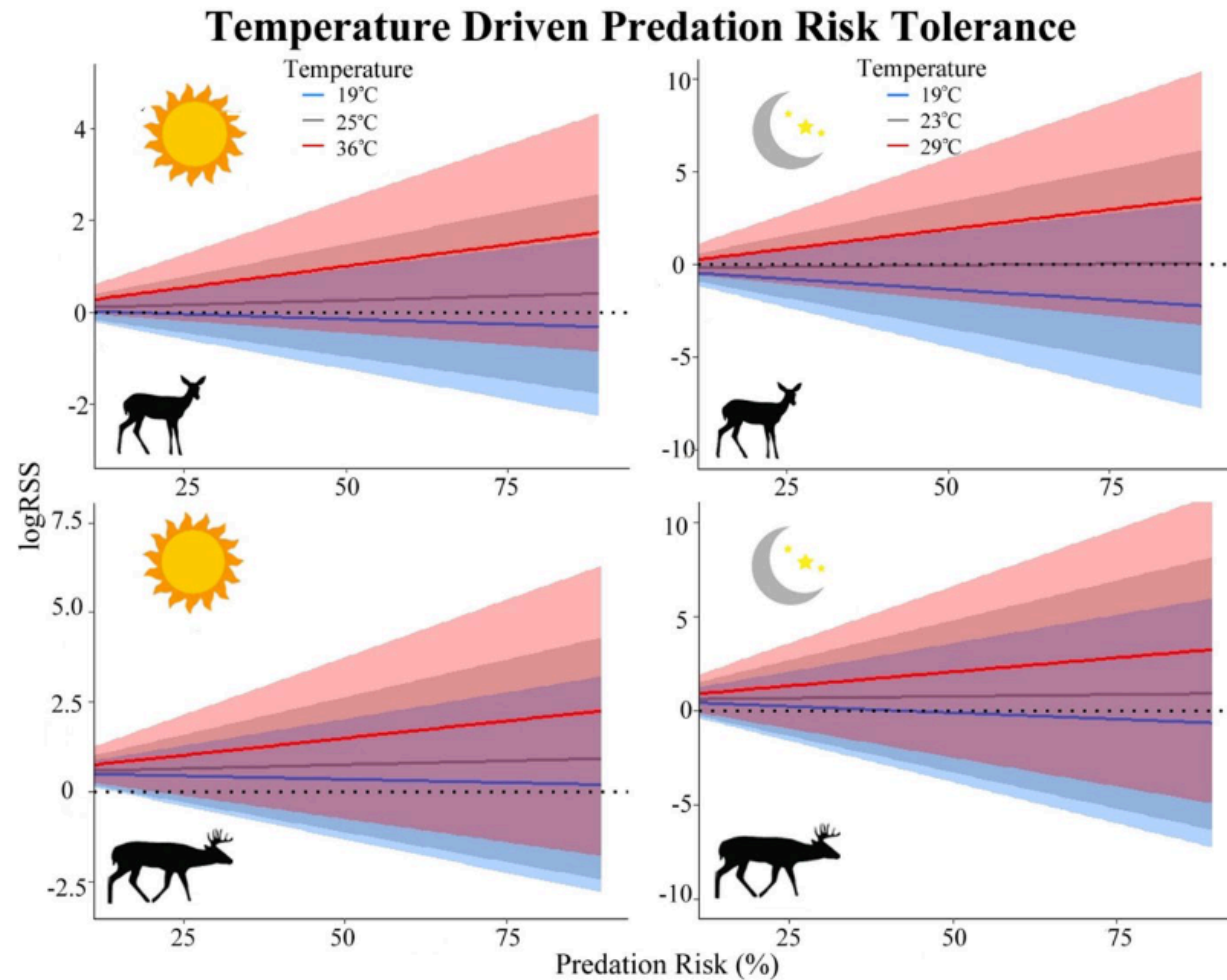 Temperature Driven Predation Risk Tolerance
Temperature
19°C
25°C
36°C
4
2
0
-2
25
50
75
Temperature
19°C
23°C
29°C
10
5
0
-5
-10
25
50
75
logRSS
7.5
5.0
2.5
0
-2.5
25
50
75
10
5
0
-5
-10
25
50
75
Predation Risk (%)